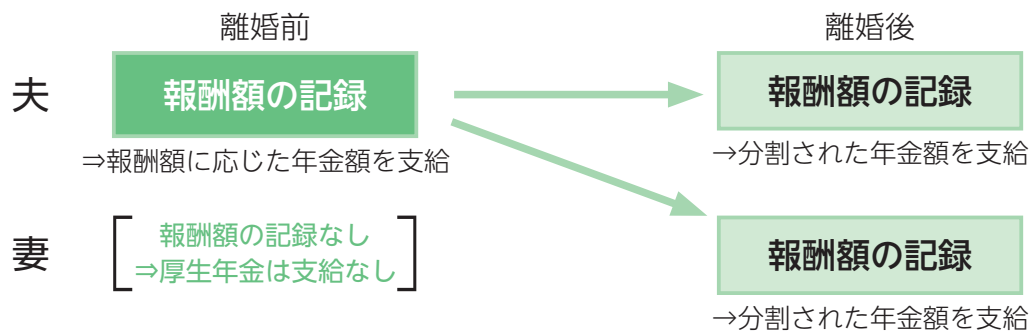 離婚前
離婚後
夫
報酬額の記録
報酬額の記録
⇒報酬額に応じた年金額を支給
→分割された年金額を支給
妻
報酬額の記録なし
⇒厚生年金は支給なし
報酬額の記録
→分割された年金額を支給